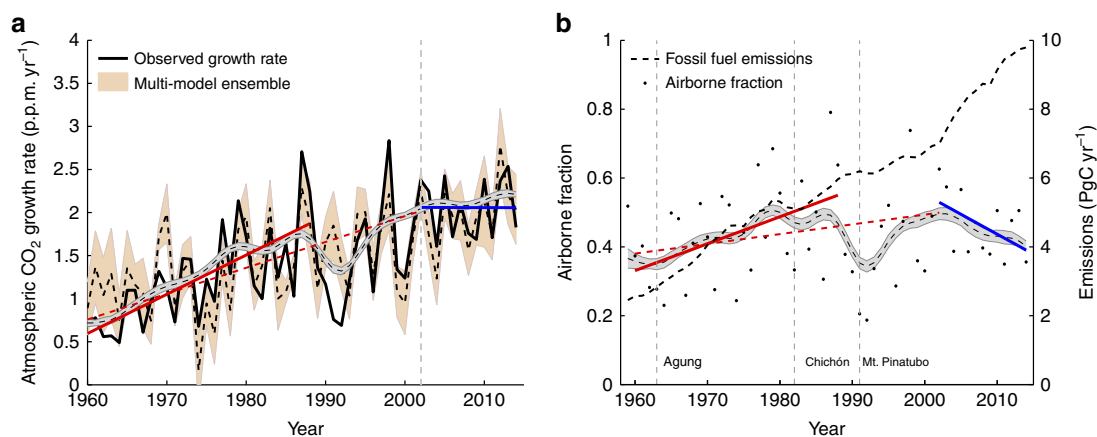 a
Atmospheric CO2 growth rate (p.p.m. yr–1)
4
3.5
3
2.5
2
1.5
1
0.5
0
Observed growth rate
Multi-model ensemble
1960 1970 1980 1990 2000 2010
Year
b
Airborne fraction
1
0.8
0.6
0.4
0.2
0
Fossil fuel emissions
Airborne fraction
Agung
Chichón
Mt. Pinatubo
10
8
6
4
2
0
Emissions (PgC yr–1)
1960 1970 1980 1990 2000 2010
Year